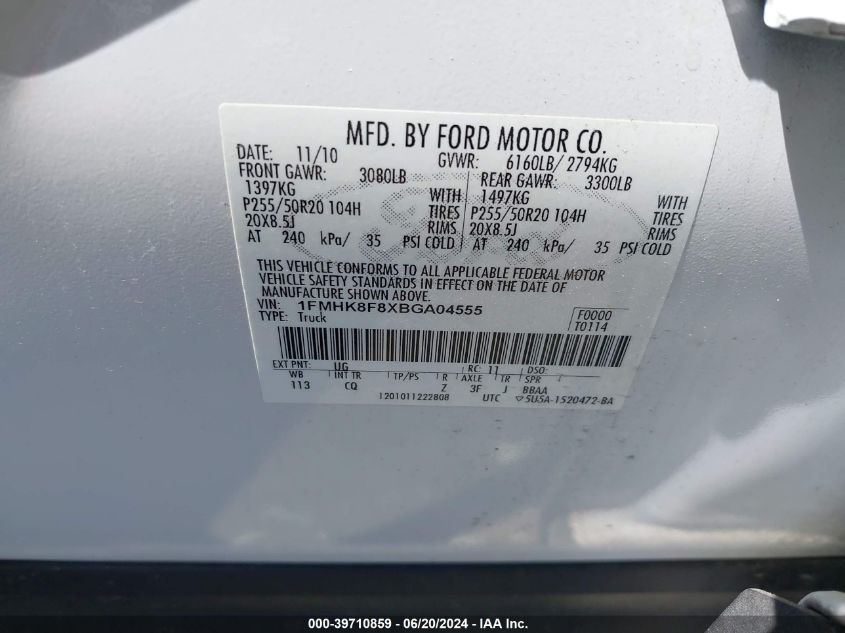 MFD. BY FORD MOTOR CO.
DATE: 11/10 GVWR: 6160LB/ 2794KG
FRONT GAWR: 3080LB REAR GAWR: 3300LB
1397KG WITH 1497KG WITH
P255/50R20 104H TIRES P255/50R20 104H TIRES
20X8.5J RIMS 20X8.5J RIMS
AT 240 kPa/ 35 PSI COLD AT 240 kPa/ 35 PSI COLD
THIS VEHICLE CONFORMS TO ALL APPLICABLE FEDERAL MOTOR
VEHICLE SAFETY STANDARDS IN EFFECT ON THE DATE OF
MANUFACTURE SHOWN ABOVE.
VIN: 1FMHK8F8XBGA04555 F0000
TYPE: Truck T0114
EXT PNT: UG RC: 11 DSO:
WB INT TR TP/PS R AXLE TR SPR
113 CQ Z 3F J BBAA
1201011222808 UTC ▽5U5A-1520472-BA
000-39710859 - 06/20/2024 - IAA Inc.